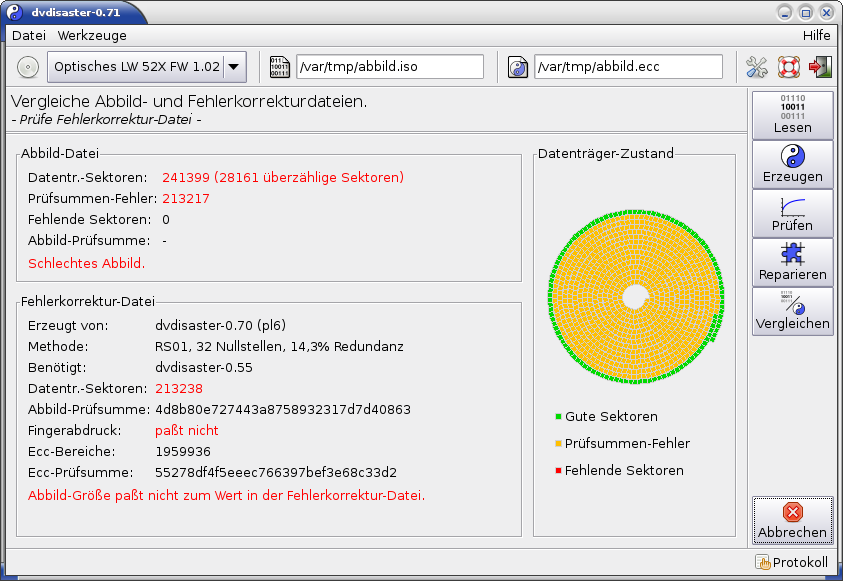 dvdisaster-0.71
Datei Werkzeuge Hilfe
Optisches LW 52X FW 1.02
/var/tmp/abbild.iso
/var/tmp/abbild.ecc
Vergleiche Abbild- und Fehlerkorrekturdateien.
- Prüfe Fehlerkorrektur-Datei -
Abbild-Datei
Datentr.-Sektoren: 241399 (28161 überzählige Sektoren)
Prüfsummen-Fehler: 213217
Fehlende Sektoren: 0
Abbild-Prüfsumme: -
Schlechtes Abbild.
Fehlerkorrektur-Datei
Erzeugt von: dvdisaster-0.70 (pl6)
Methode: RS01, 32 Nullstellen, 14,3% Redundanz
Benötigt: dvdisaster-0.55
Datentr.-Sektoren: 213238
Abbild-Prüfsumme: 4d8b80e727443a8758932317d7d40863
Fingerabdruck: paßt nicht
Ecc-Bereiche: 1959936
Ecc-Prüfsumme: 55278df4f5eeec766397bef3e68c33d2
Abbild-Größe paßt nicht zum Wert in der Fehlerkorrektur-Datei.
Datenträger-Zustand
Gute Sektoren
Prüfsummen-Fehler
Fehlende Sektoren
01110
10011
00111
Lesen
Erzeugen
Prüfen
Reparieren
Vergleichen
Abbrechen
Protokoll